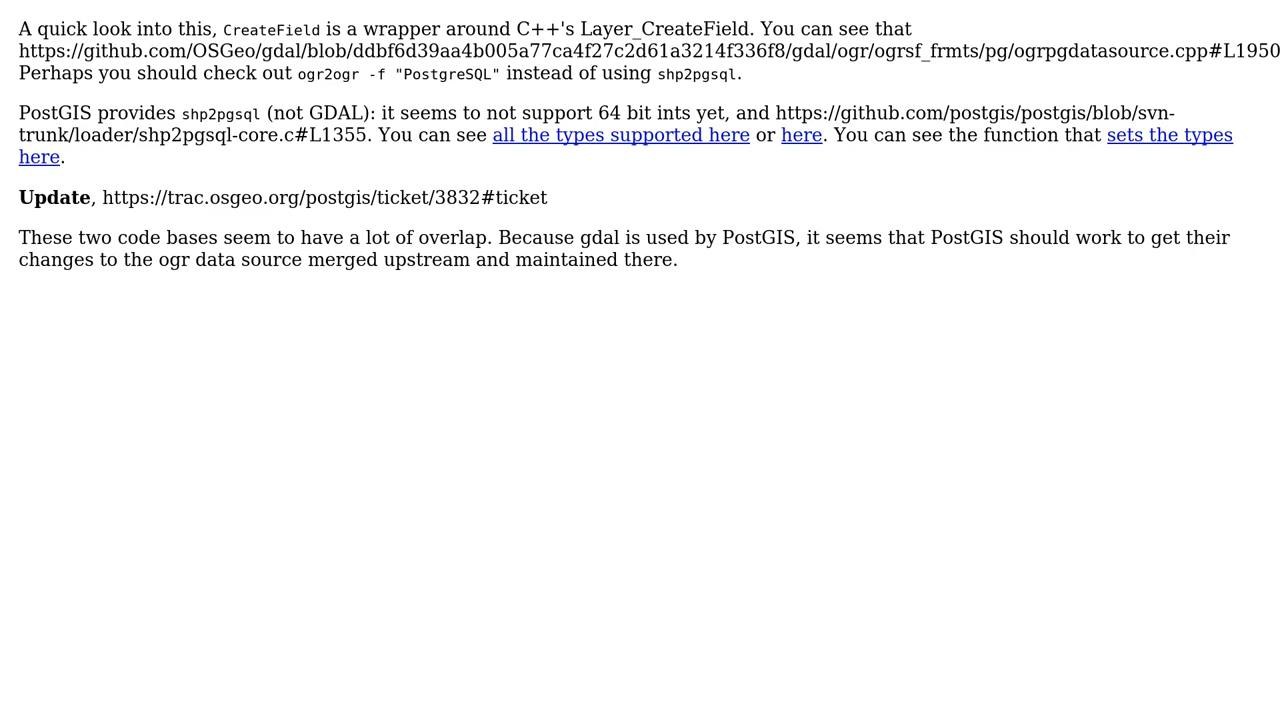 A quick look into this, CreateField is a wrapper around C++'s Layer_CreateField. You can see that
https://github.com/OSGeo/gdal/blob/ddbf6d39aa4b005a77ca4f27c2d61a3214f336f8/gdal/ogr/ogrsf_frmts/pg/ogrpgdatasource.cpp#L1950
Perhaps you should check out ogr2ogr -f "PostgreSQL" instead of using shp2pgsql.
PostGIS provides shp2pgsql (not GDAL): it seems to not support 64 bit ints yet, and https://github.com/postgis/postgis/blob/svn-
trunk/loader/shp2pgsql-core.c#L1355. You can see all the types supported here or here. You can see the function that sets the types
here.
Update, https://trac.osgeo.org/postgis/ticket/3832#ticket
These two code bases seem to have a lot of overlap. Because gdal is used by PostGIS, it seems that PostGIS should work to get their
changes to the ogr data source merged upstream and maintained there.